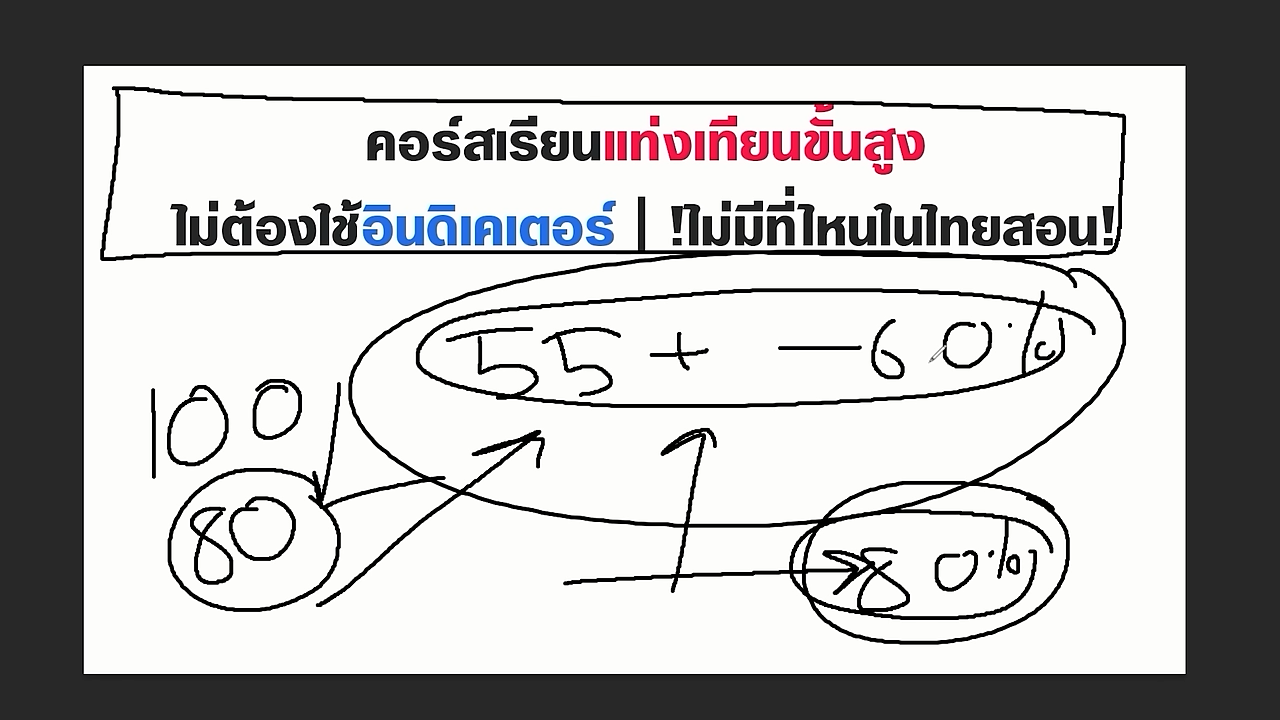 คอร์สเรียนแท่งเทียนขั้นสูง
ไม่ต้องใช้อินดิเคเตอร์ | !ไม่มีที่ไหนในไทยสอน!
55 + — 60%
100
80
80%